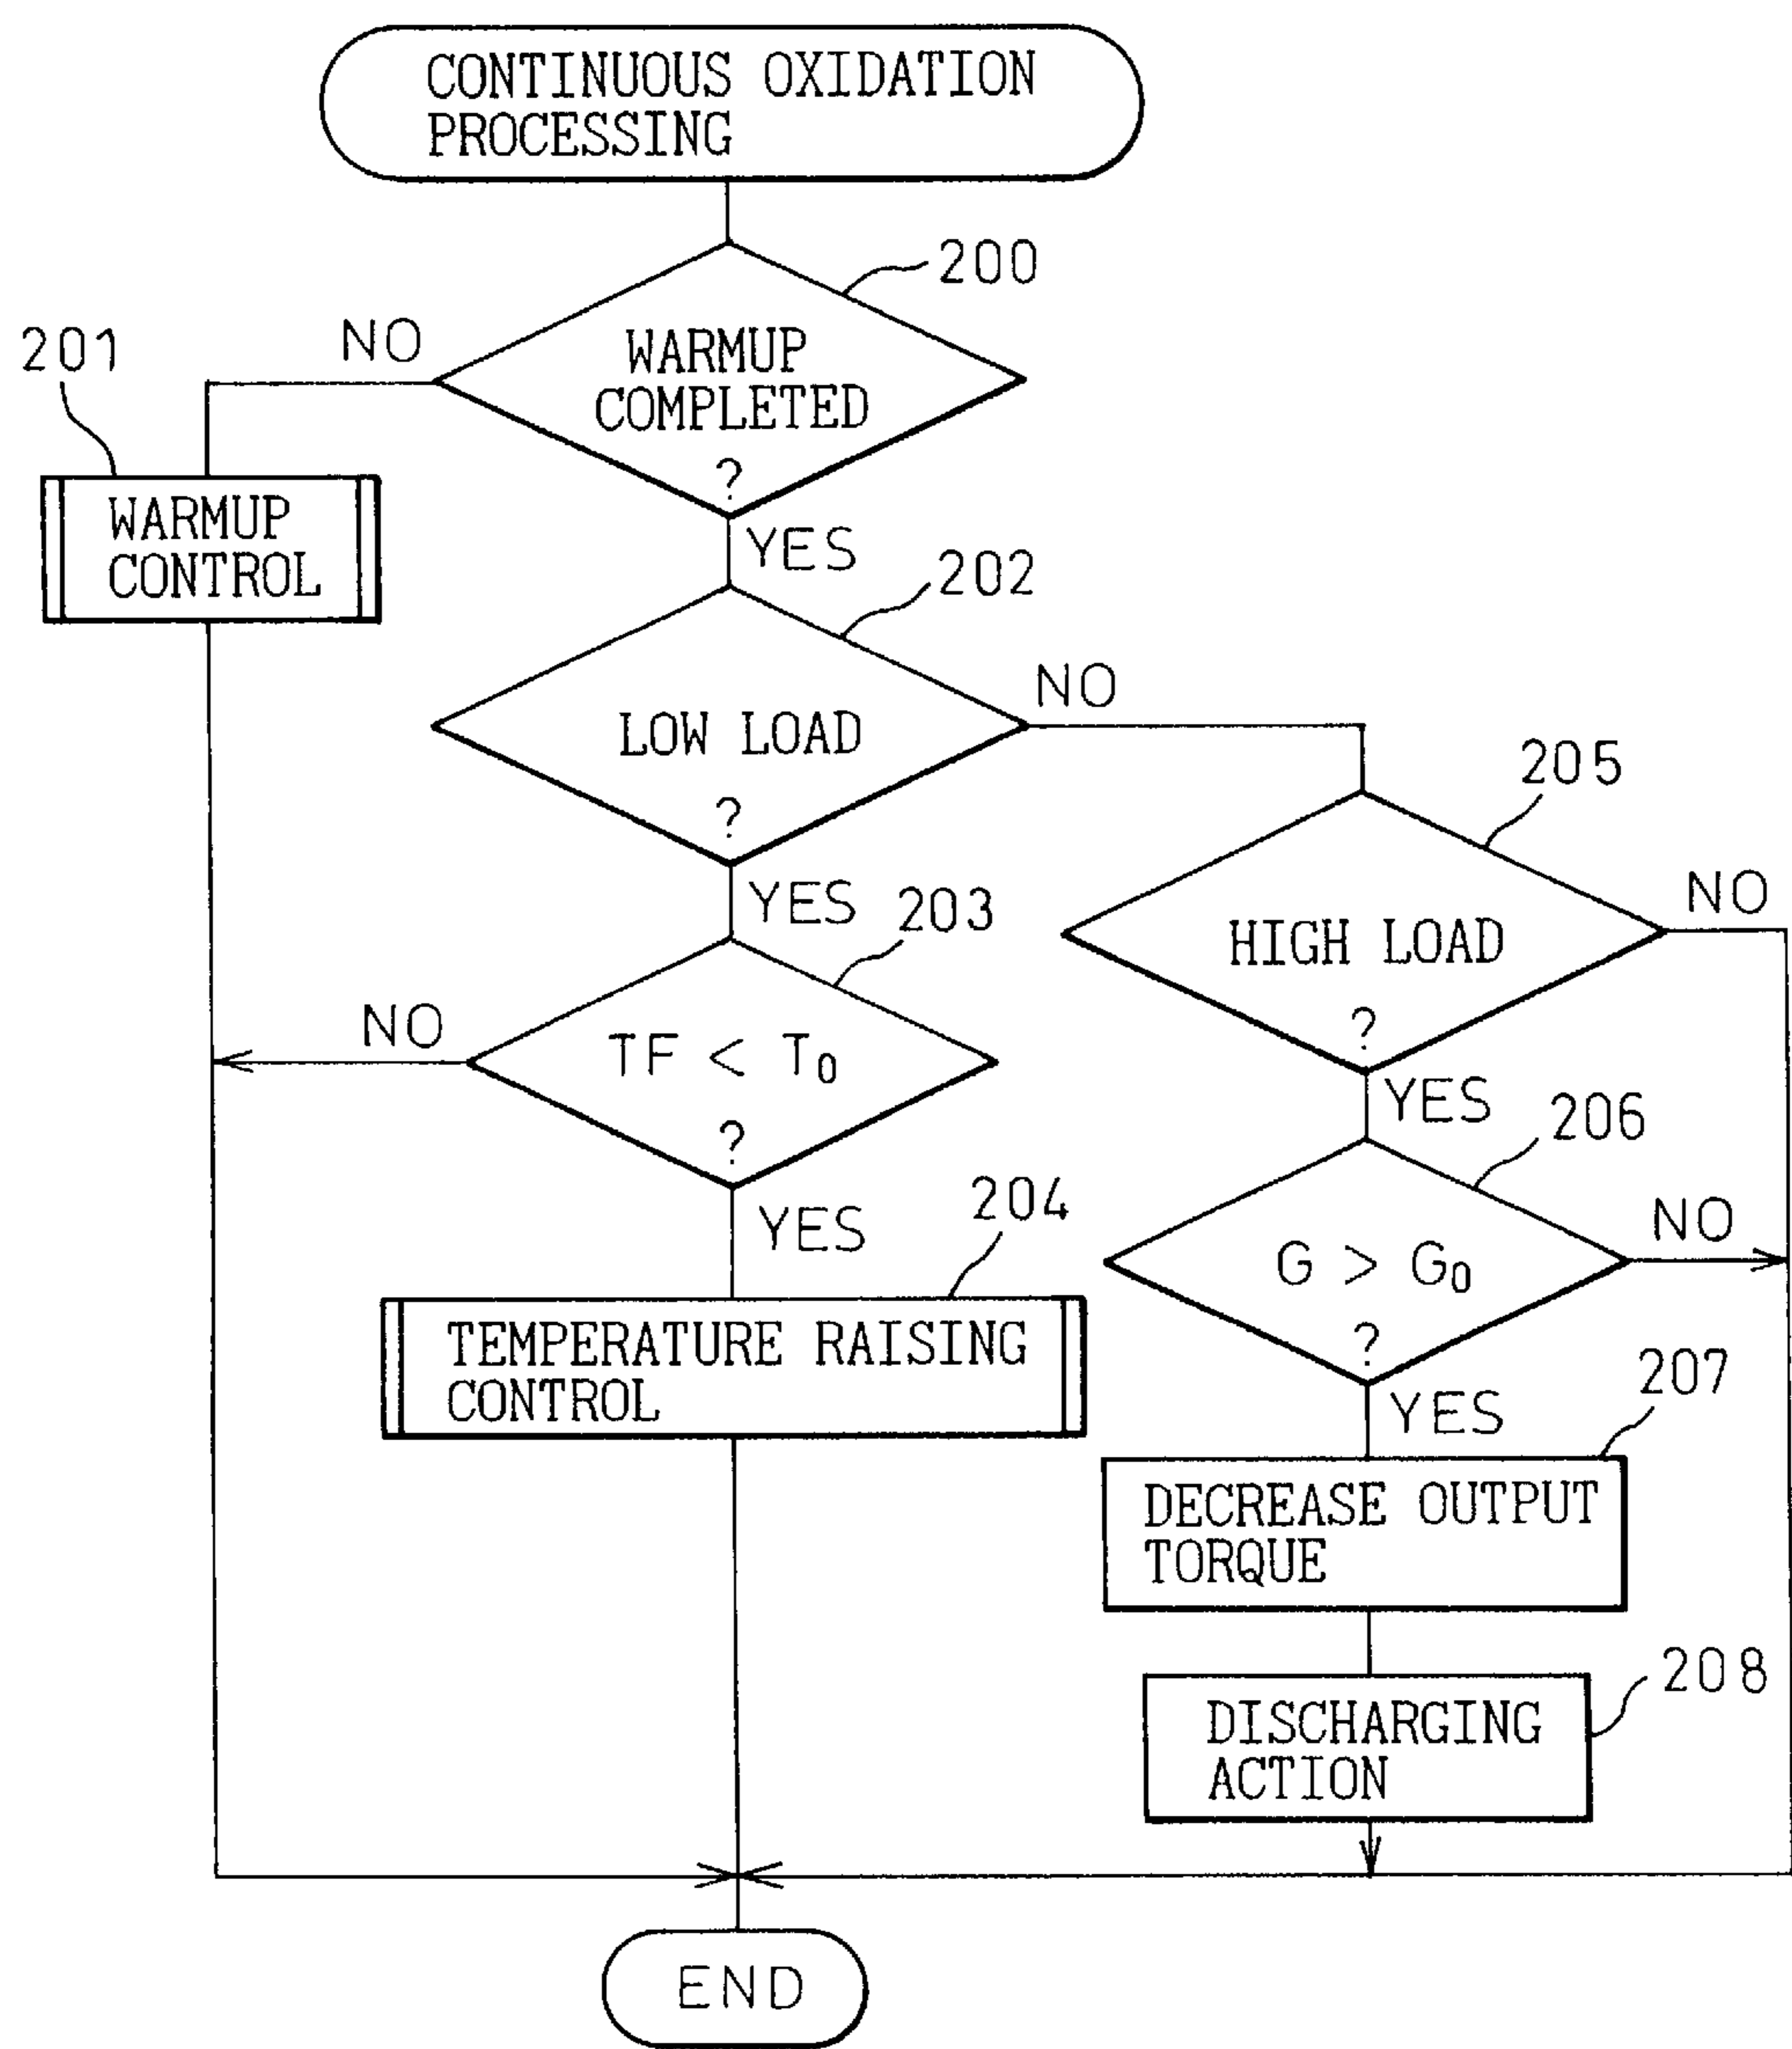 CONTINUOUS OXIDATION
PROCESSING
200
201
NO
WARMUP
COMPLETED
?
WARMUP
CONTROL
YES
202
LOW LOAD
?
NO
205
YES
203
HIGH LOAD
?
NO
NO
TF < T₀
?
YES
206
YES
204
G > G₀
?
NO
TEMPERATURE RAISING
CONTROL
YES
207
DECREASE OUTPUT
TORQUE
208
DISCHARGING
ACTION
END